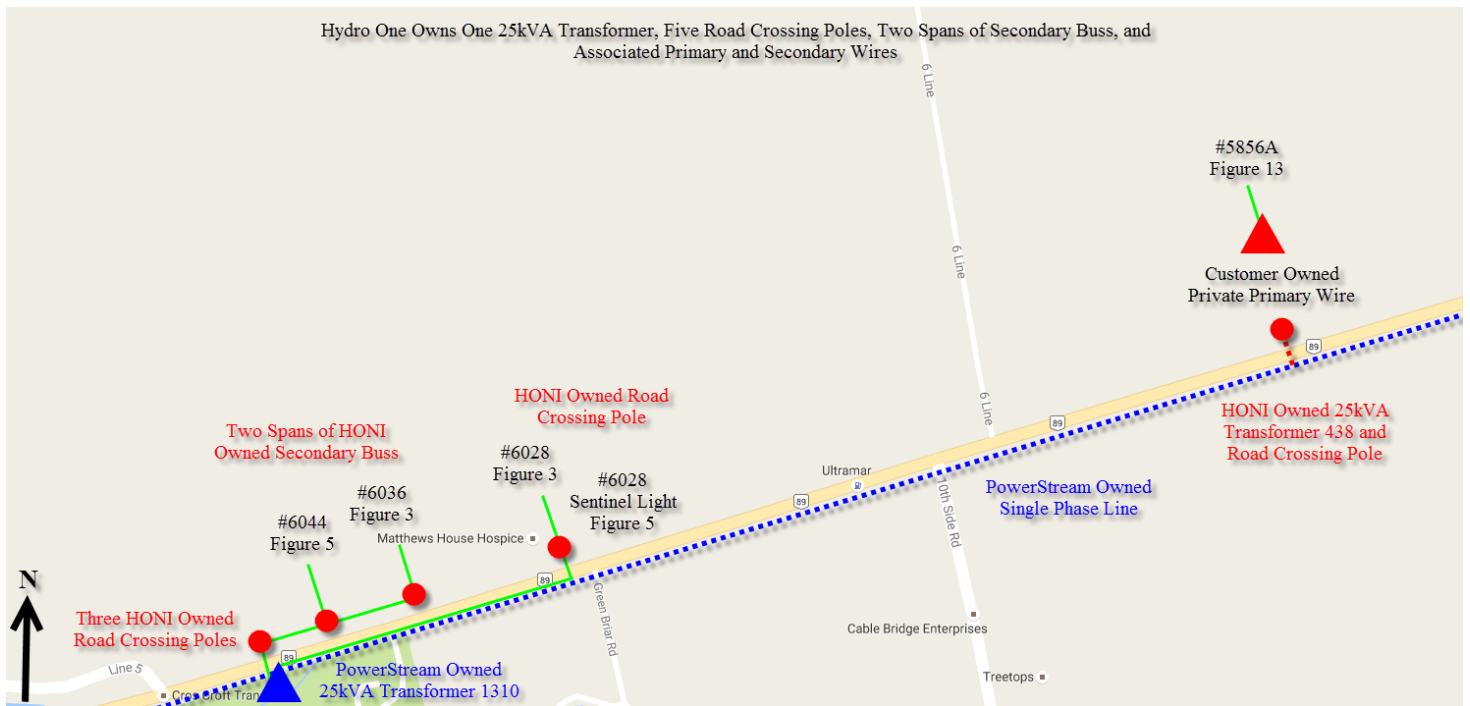 Hydro One Owns One 25kVA Transformer, Five Road Crossing Poles, Two Spans of Secondary Buss, and
Associated Primary and Secondary Wires
6 Line
#5856A
Figure 13
Customer Owned
Private Primary Wire
6 Line
89
HONI Owned Road
Crossing Pole
6 Line
HONI Owned 25kVA
Transformer 438 and
Road Crossing Pole
Two Spans of HONI
Owned Secondary Buss
89
#6028
Figure 3
#6028
Sentinel Light
Figure 5
Ultramar
PowerStream Owned
Single Phase Line
89
10th Side Rd
#6036
Figure 3
#6044
Figure 5
Matthews House Hospice
89
Green Briar Rd
N
Three HONI Owned
Road Crossing Poles
Cable Bridge Enterprises
89
Line 5
PowerStream Owned
25kVA Transformer 1310
Treetops